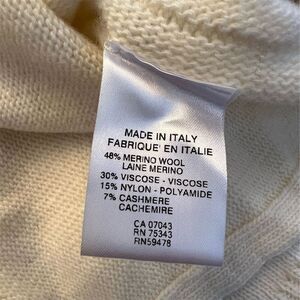 MADE IN ITALY
FABRIQUE' EN ITALIE
48% MERINO WOOL
LAINE MERINO
30% VISCOSE - VISCOSE
15% NYLON - POLYAMIDE
7% CASHMERE
CACHEMIRE
CA 07043
RN 75343
RN59478